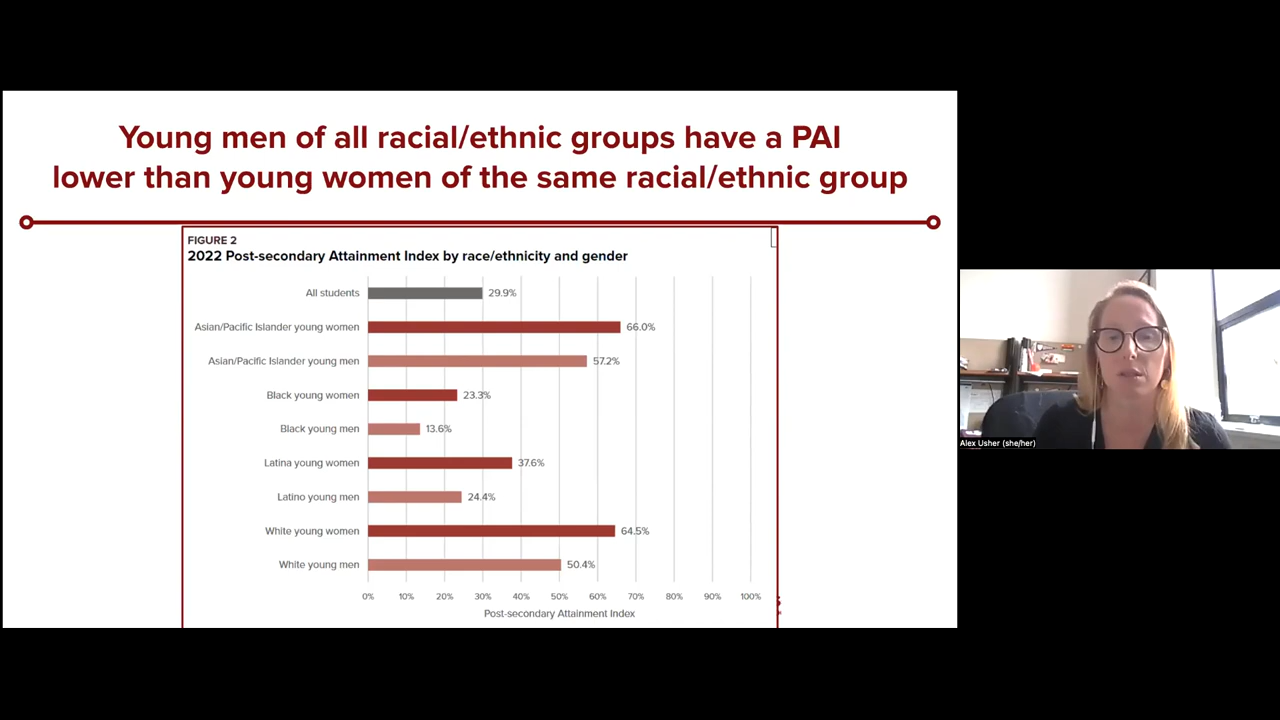 Young men of all racial/ethnic groups have a PAI
lower than young women of the same racial/ethnic group
FIGURE 2
2022 Post-secondary Attainment Index by race/ethnicity and gender
All students 29.9%
Asian/Pacific Islander young women 66.0%
Asian/Pacific Islander young men 57.2%
Black young women 23.3%
Black young men 13.6%
Latina young women 37.6%
Latino young men 24.4%
White young women 64.5%
White young men 50.4%
0% 10% 20% 30% 40% 50% 60% 70% 80% 90% 100%
Post-secondary Attainment Index
Alex Usher (she/her)